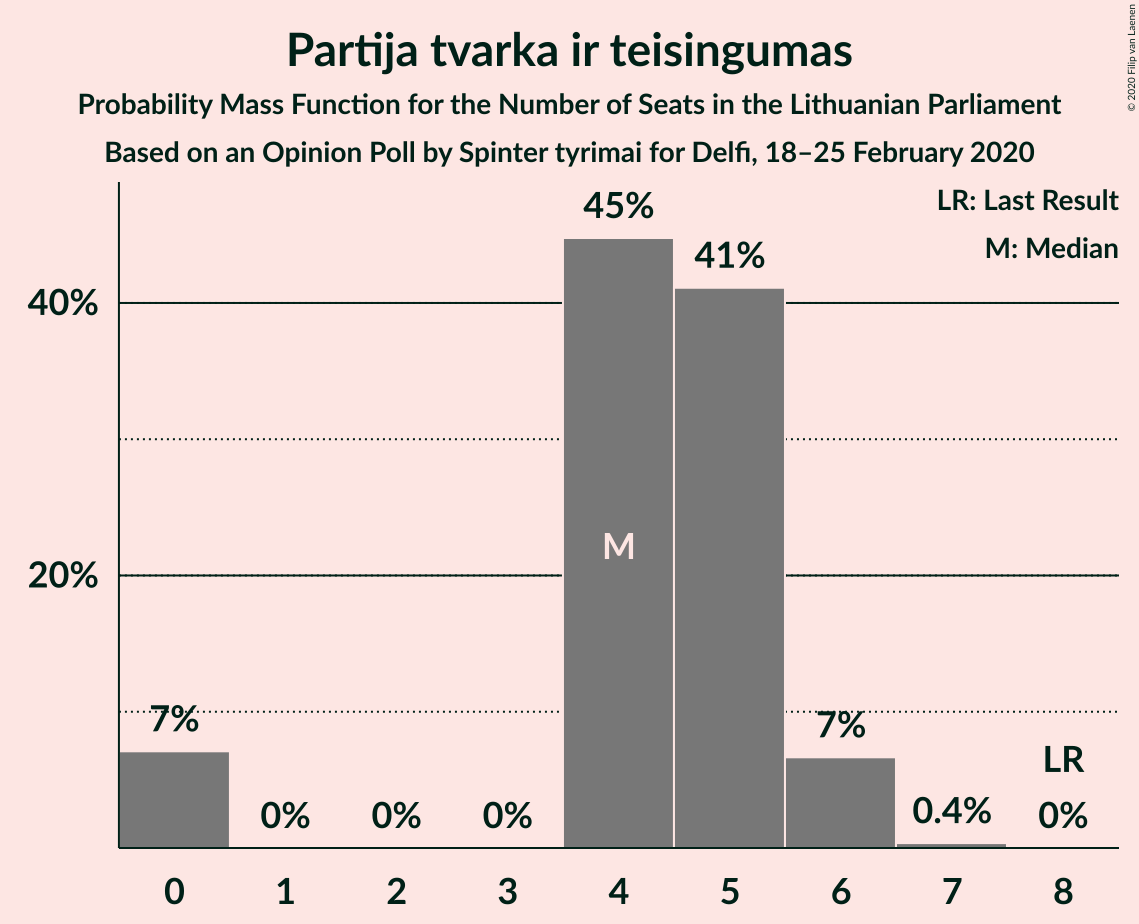 Partija tvarka ir teisingumas
Probability Mass Function for the Number of Seats in the Lithuanian Parliament
Based on an Opinion Poll by Spinter tyrimai for Delfi, 18–25 February 2020
© 2020 Filip van Laenen
LR: Last Result
M: Median
45%
41%
40%
M
20%
7%
7%
LR
0%
0%
0%
0.4%
0%
0 1 2 3 4 5 6 7 8